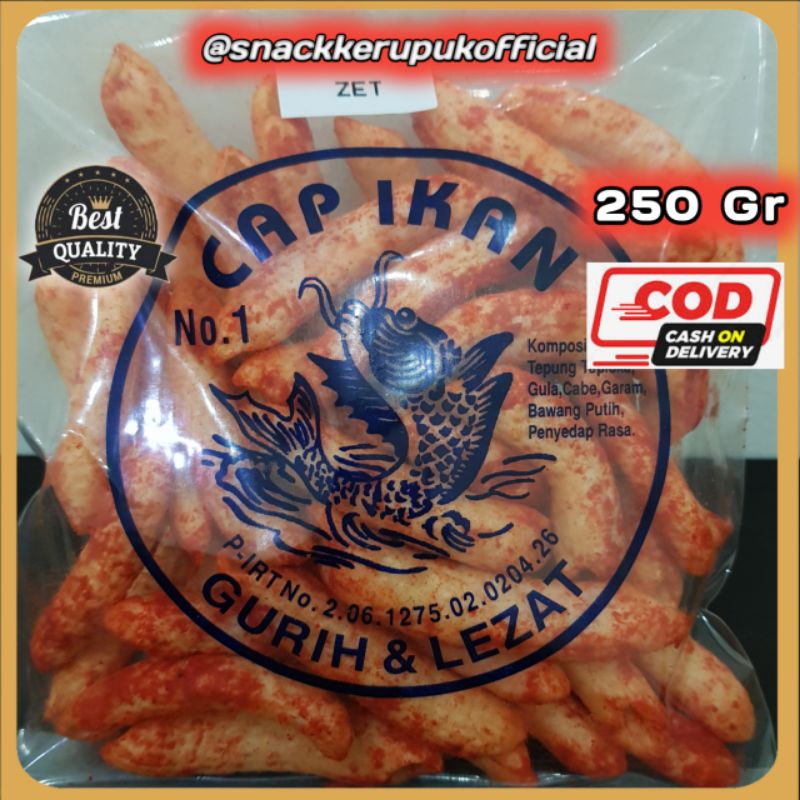 @snackkerupukofficial
ZET
Best
QUALITY
PREMIUM
250 Gr
COD
CASH ON
DELIVERY
CAP IKAN
No.1
Komposisi
Tepung Tapioka,
Gula,Cabe,Garam,
Bawang Putih,
Penyedap Rasa.
P-IRT No. 2.06.1275.02.0204.26
GURIH & LEZAT